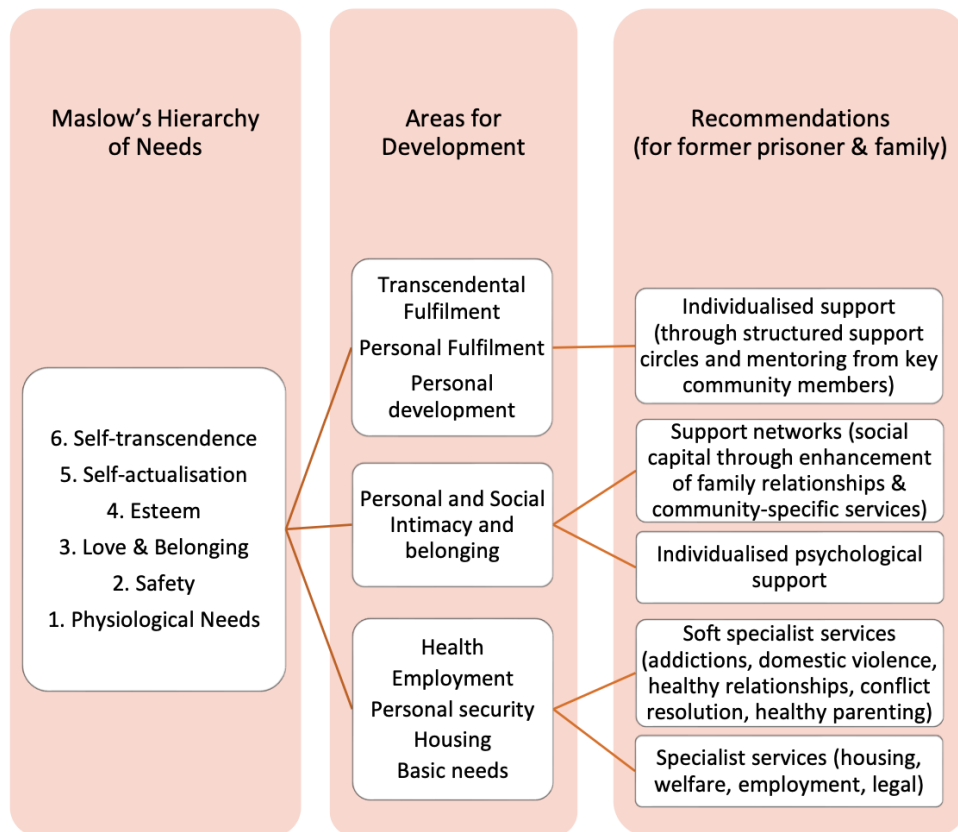 Maslow's Hierarchy
of Needs
6. Self-transcendence
5. Self-actualisation
4. Esteem
3. Love & Belonging
2. Safety
1. Physiological Needs
Areas for
Development
Transcendental
Fulfilment
Personal Fulfilment
Personal
development
Personal and Social
Intimacy and
belonging
Health
Employment
Personal security
Housing
Basic needs
Recommendations
(for former prisoner & family)
Individualised support
(through structured support
circles and mentoring from key
community members)
Support networks (social
capital through enhancement
of family relationships &
community-specific services)
Individualised psychological
support
Soft specialist services
(addictions, domestic violence,
healthy relationships, conflict
resolution, healthy parenting)
Specialist services (housing,
welfare, employment, legal)